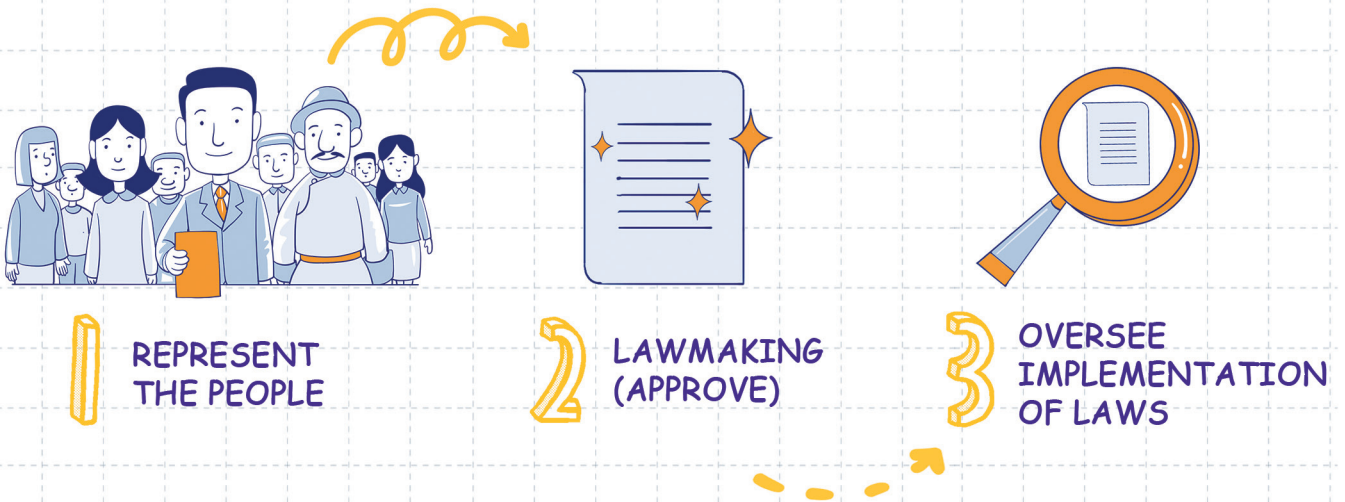 1 REPRESENT
THE PEOPLE
2 LAWMAKING
(APPROVE)
3 OVERSEE
IMPLEMENTATION
OF LAWS